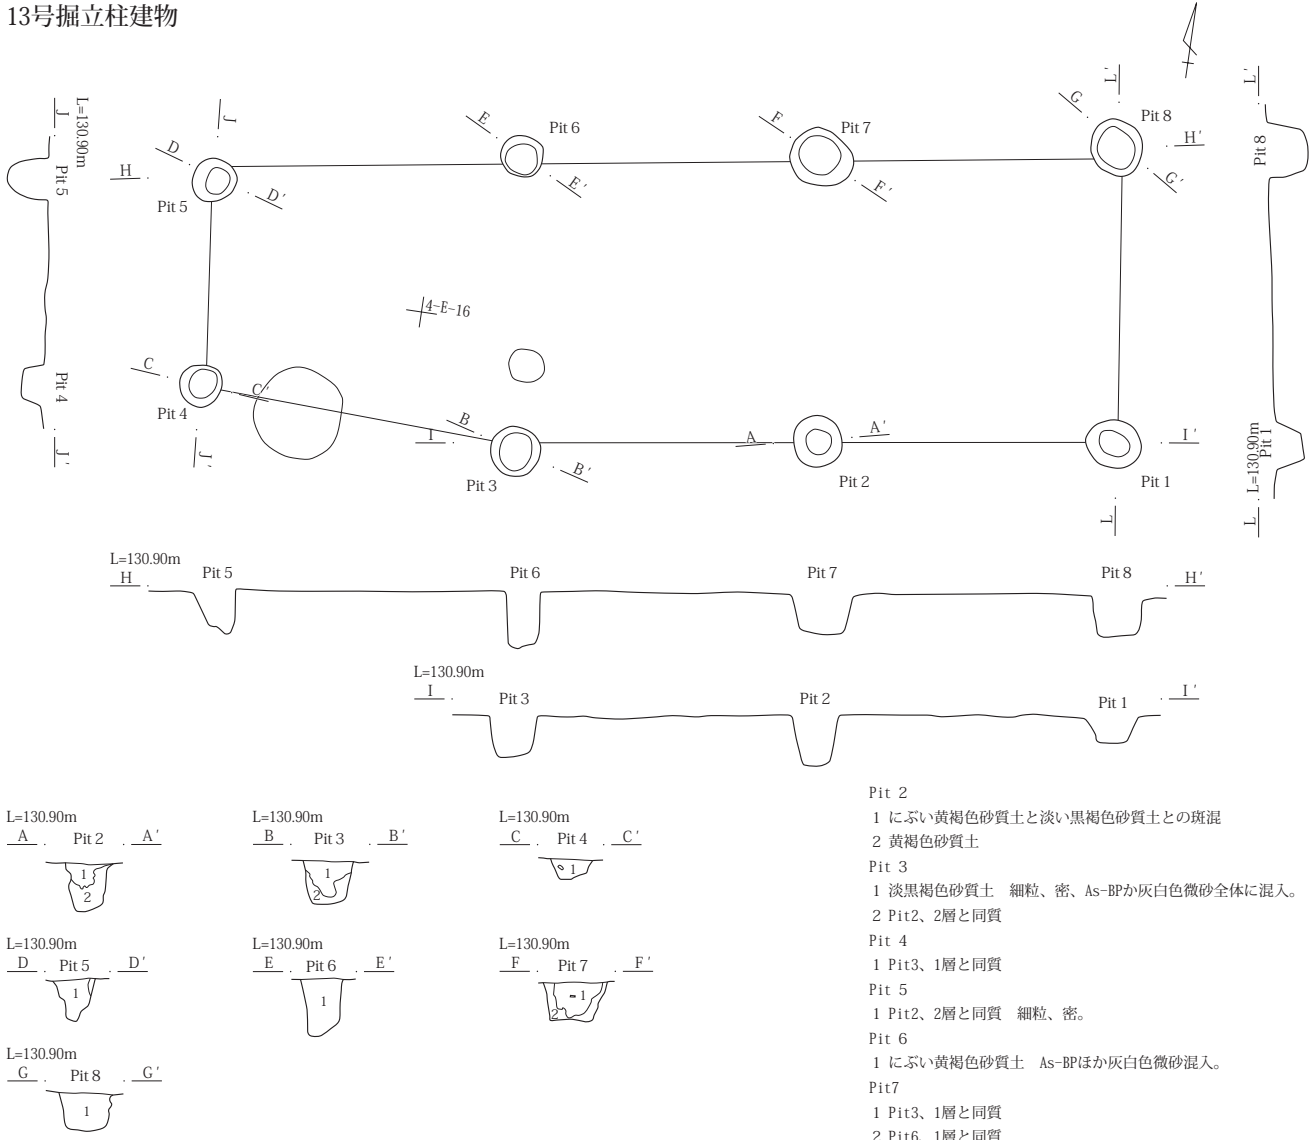 13号掘立柱建物
L=130.90m
J
Pit 5
Pit 4
J′
H
D
J
Pit 5
D′
E
Pit 6
E′
F
Pit 7
F′
G
L′
Pit 8
H′
G′
L′
Pit 8
4-E-16
C
Pit 4
C′
J′
I
B
Pit 3
B′
A
A′
Pit 2
Pit 1
I′
L
L=130.90m
Pit 1
L
L=130.90m
H Pit 5 Pit 6 Pit 7 Pit 8 H′
L=130.90m
I Pit 3 Pit 2 Pit 1 I′
L=130.90m L=130.90m L=130.90m
A Pit 2 A′ B Pit 3 B′ C Pit 4 C′
1 1 1
2 2
L=130.90m L=130.90m L=130.90m
D Pit 5 D′ E Pit 6 E′ F Pit 7 F′
1 1 1
2
L=130.90m
G Pit 8 G′
1
Pit 2
1 にぶい黄褐色砂質土と淡い黒褐色砂質土との斑混
2 黄褐色砂質土
Pit 3
1 淡黒褐色砂質土　細粒、密、As-BPか灰白色微砂全体に混入。
2 Pit2、2層と同質
Pit 4
1 Pit3、1層と同質
Pit 5
1 Pit2、2層と同質　細粒、密。
Pit 6
1 にぶい黄褐色砂質土　As-BPほか灰白色微砂混入。
Pit7
1 Pit3、1層と同質
2 Pit6、1層と同質